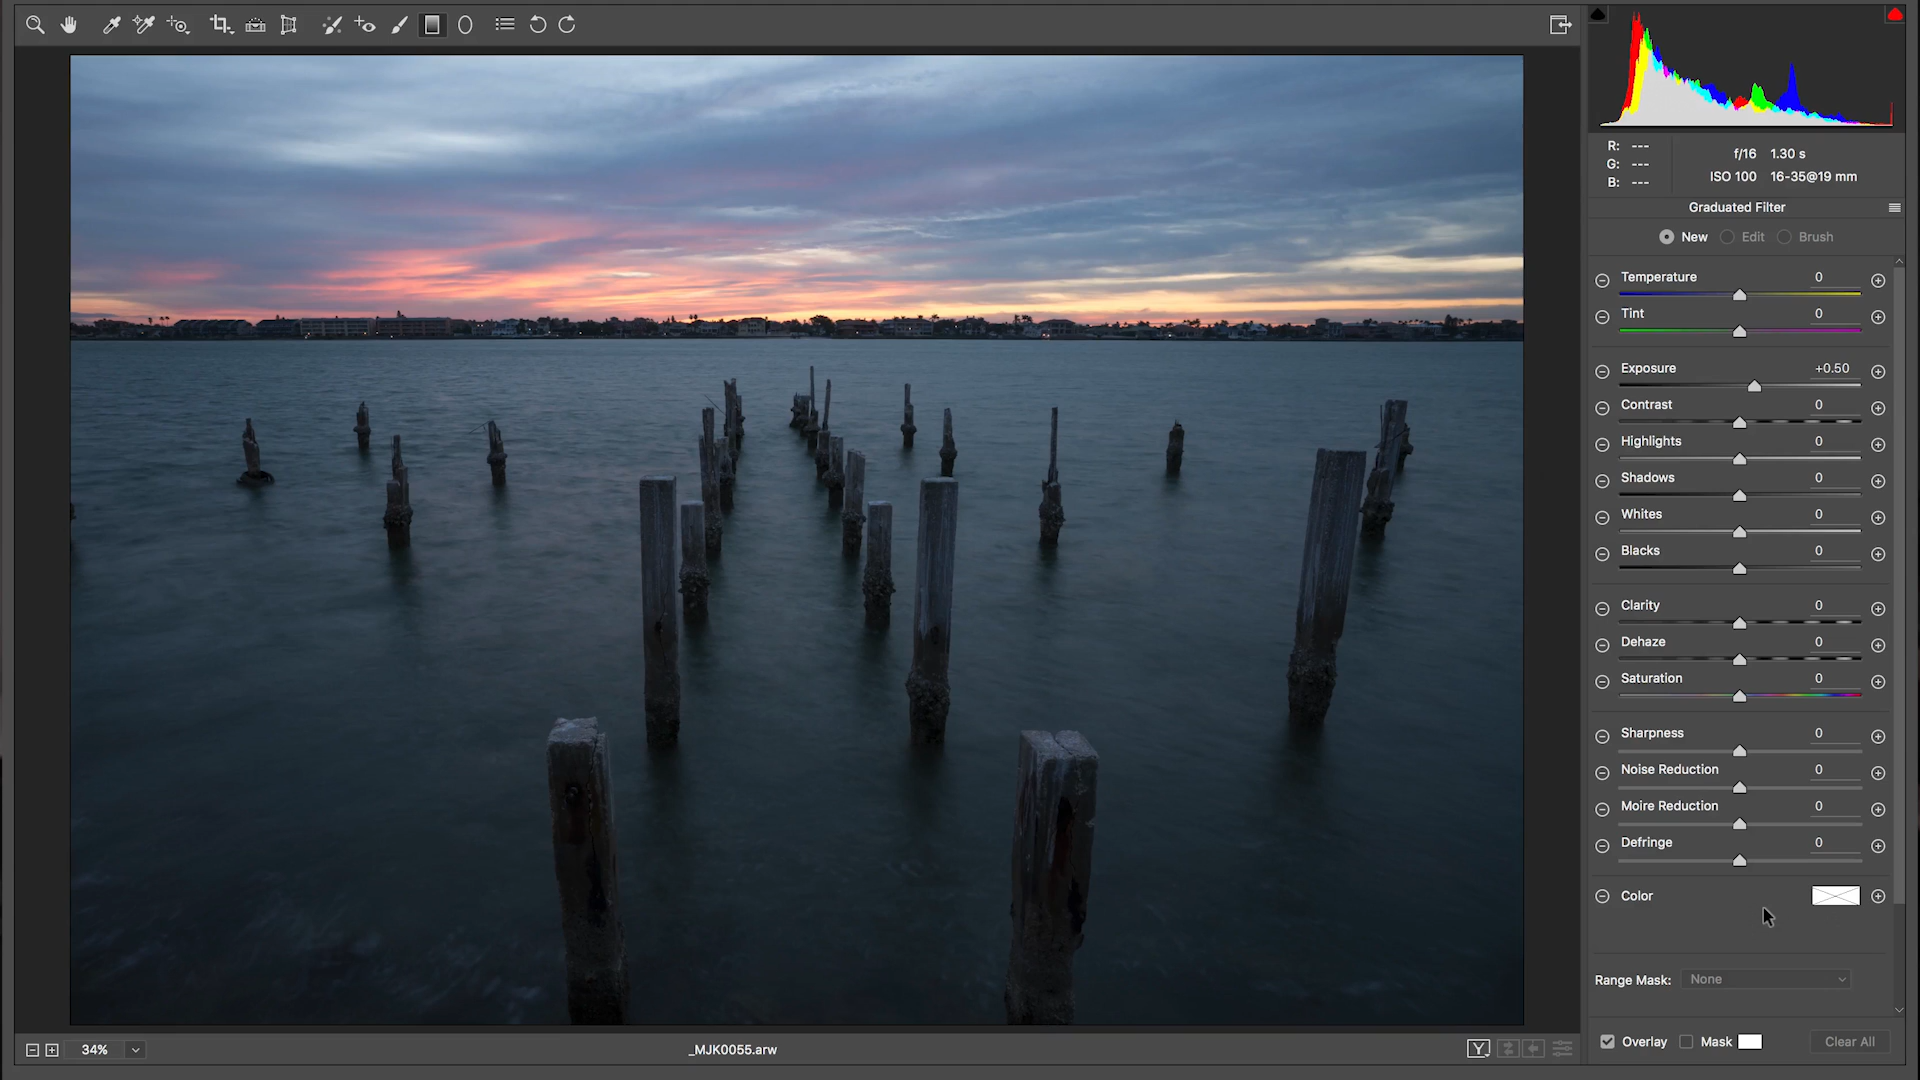 R: ---
G: ---
B: ---
f/16 1.30 s
ISO 100 16-35@19 mm
Graduated Filter
New Edit Brush
Temperature 0
Tint 0
Exposure +0.50
Contrast 0
Highlights 0
Shadows 0
Whites 0
Blacks 0
Clarity 0
Dehaze 0
Saturation 0
Sharpness 0
Noise Reduction 0
Moire Reduction 0
Defringe 0
Color
Range Mask: None
Overlay Mask Clear All
34% _MJK0055.arw Y